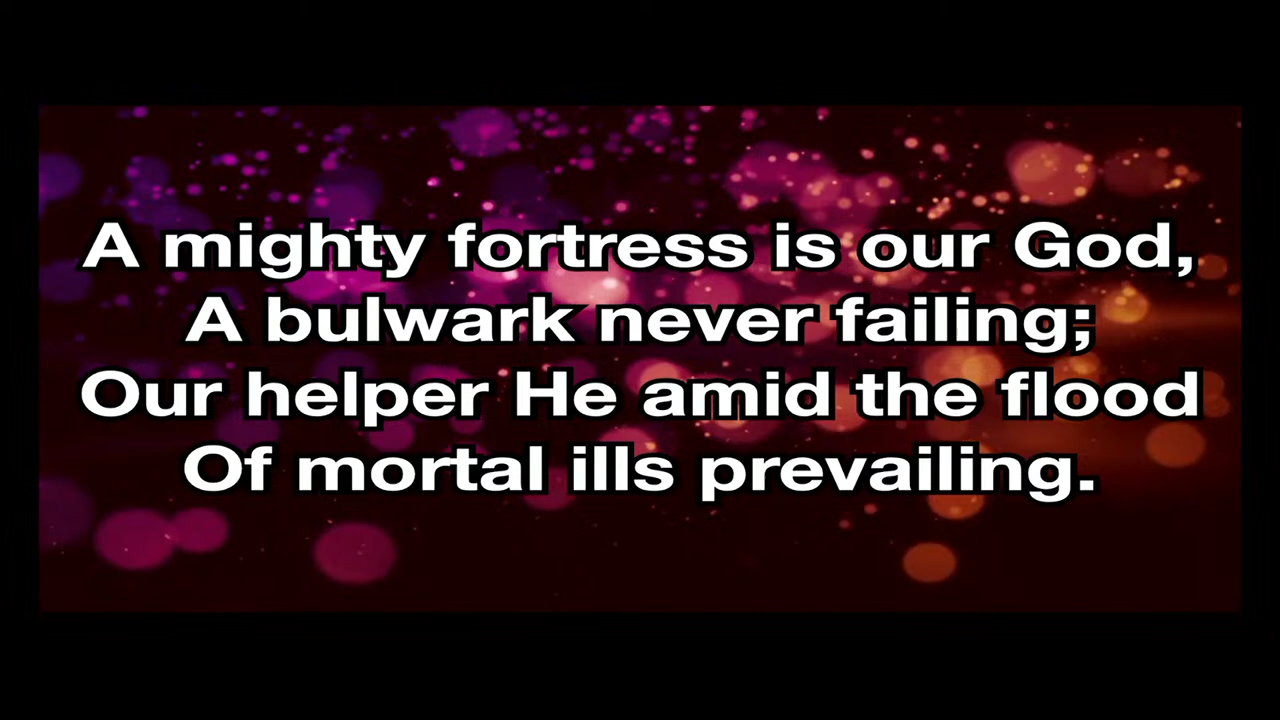 A mighty fortress is our God,
A bulwark never failing;
Our helper He amid the flood
Of mortal ills prevailing.